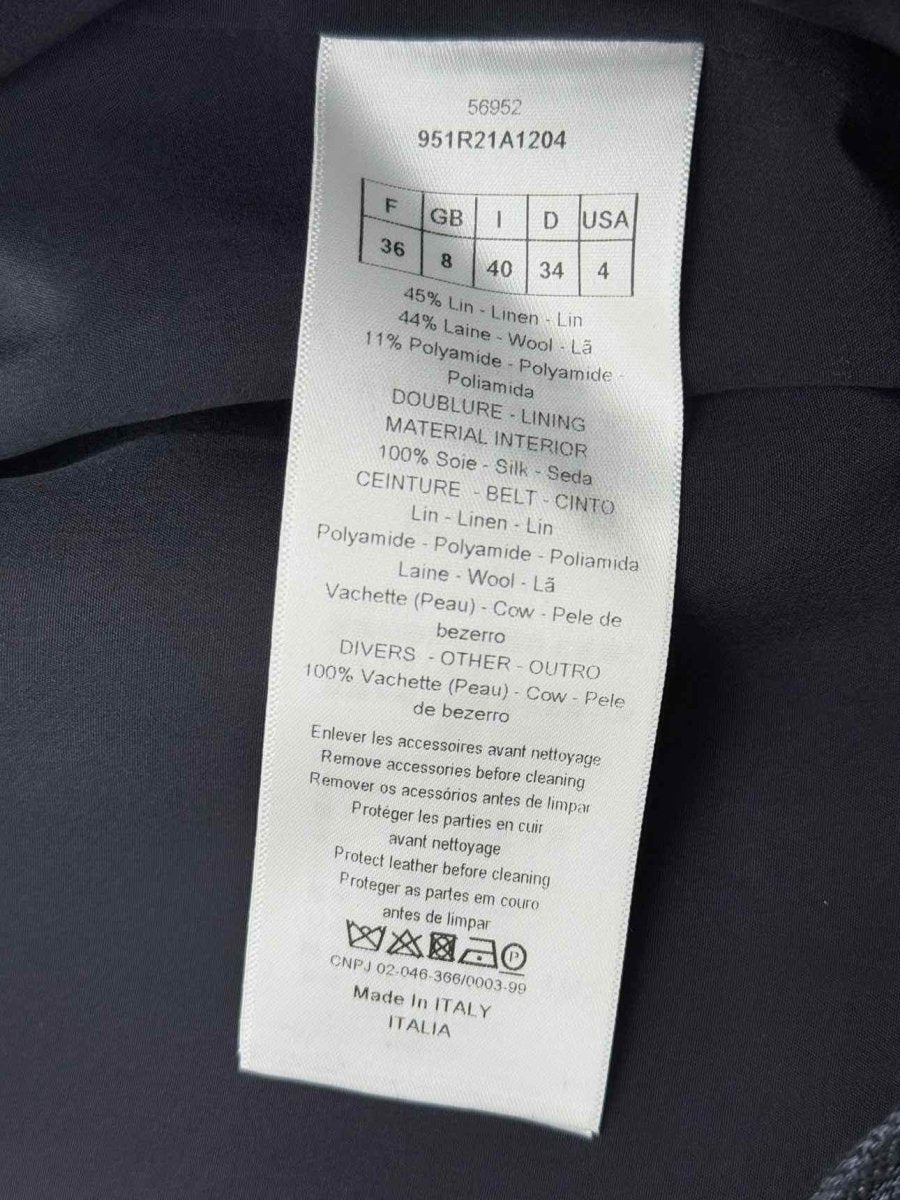 56952
951R21A1204
F GB I D USA
36 8 40 34 4
45% Lin - Linen - Lin
44% Laine - Wool - Lã
11% Polyamide - Polyamide -
Poliamida
DOUBLURE - LINING
MATERIAL INTERIOR
100% Soie - Silk - Seda
CEINTURE - BELT - CINTO
Lin - Linen - Lin
Polyamide - Polyamide - Poliamida
Laine - Wool - Lã
Vachette (Peau) - Cow - Pele de
bezerro
DIVERS - OTHER - OUTRO
100% Vachette (Peau) - Cow - Pele
de bezerro
Enlever les accessoires avant nettoyage
Remove accessories before cleaning
Remover os acessórios antes de limpar
Protéger les parties en cuir
avant nettoyage
Protect leather before cleaning
Proteger as partes em couro
antes de limpar
P
CNPJ 02-046-366/0003-99
Made In ITALY
ITALIA